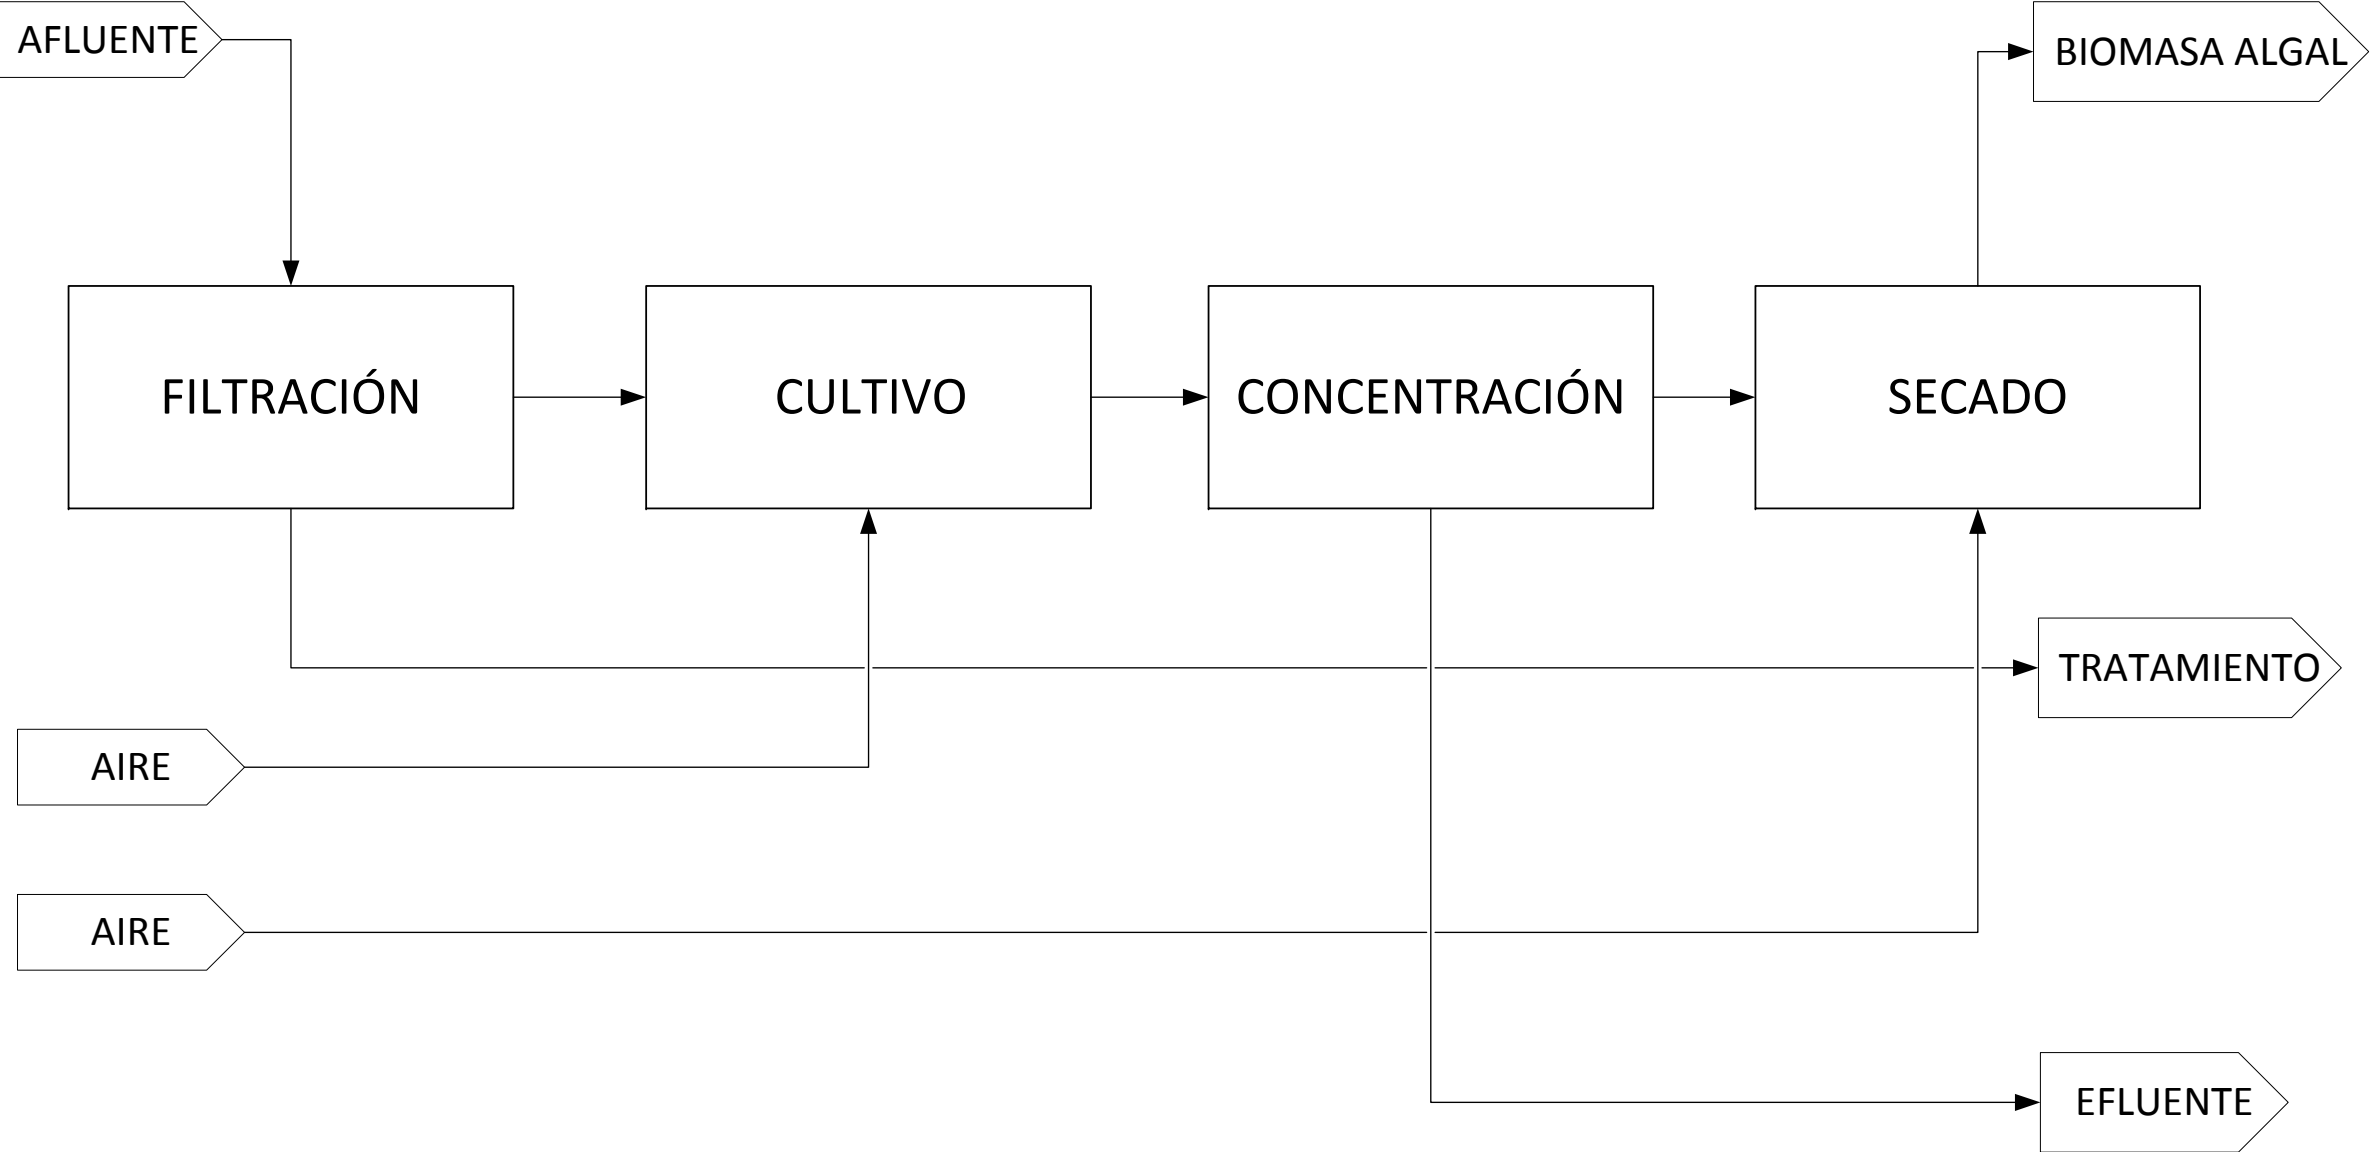 AFLUENTE
BIOMASA ALGAL
FILTRACIÓN
CULTIVO
CONCENTRACIÓN
SECADO
TRATAMIENTO
AIRE
AIRE
EFLUENTE